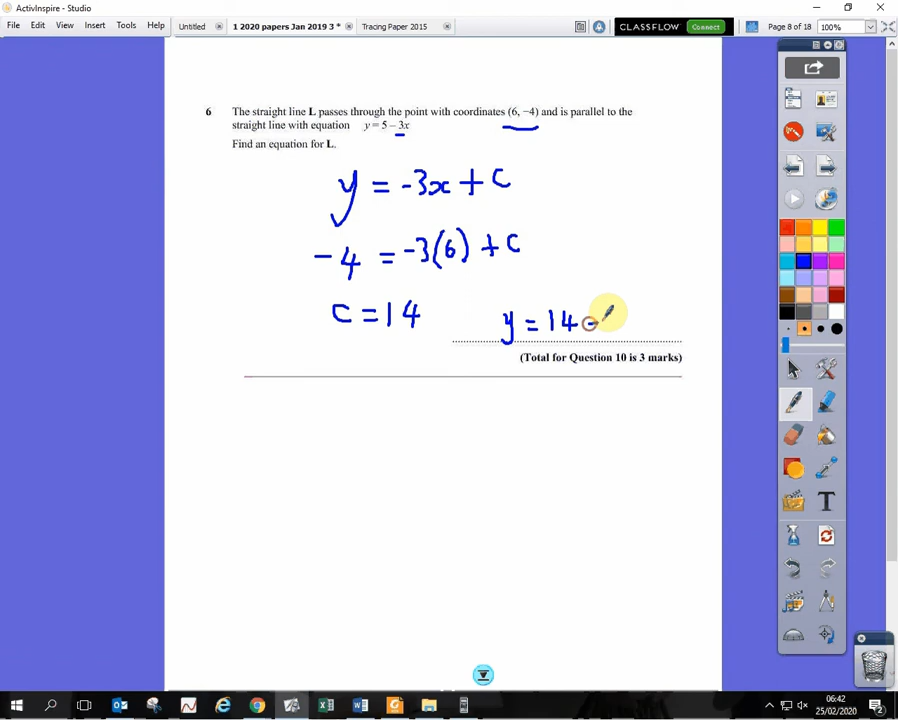 ActivInspire - Studio
File Edit View Insert Tools Help Untitled 1 2020 papers Jan 2019 3 * Tracing Paper 2015 CLASSFLOW Connect Page 8 of 18 100%
6 The straight line L passes through the point with coordinates (6, −4) and is parallel to the
straight line with equation y = 5 – 3x
Find an equation for L.
y = -3x + c
-4 = -3(6) + c
c = 14
y = 14 -
(Total for Question 10 is 3 marks)
T
06:42
25/02/2020
2